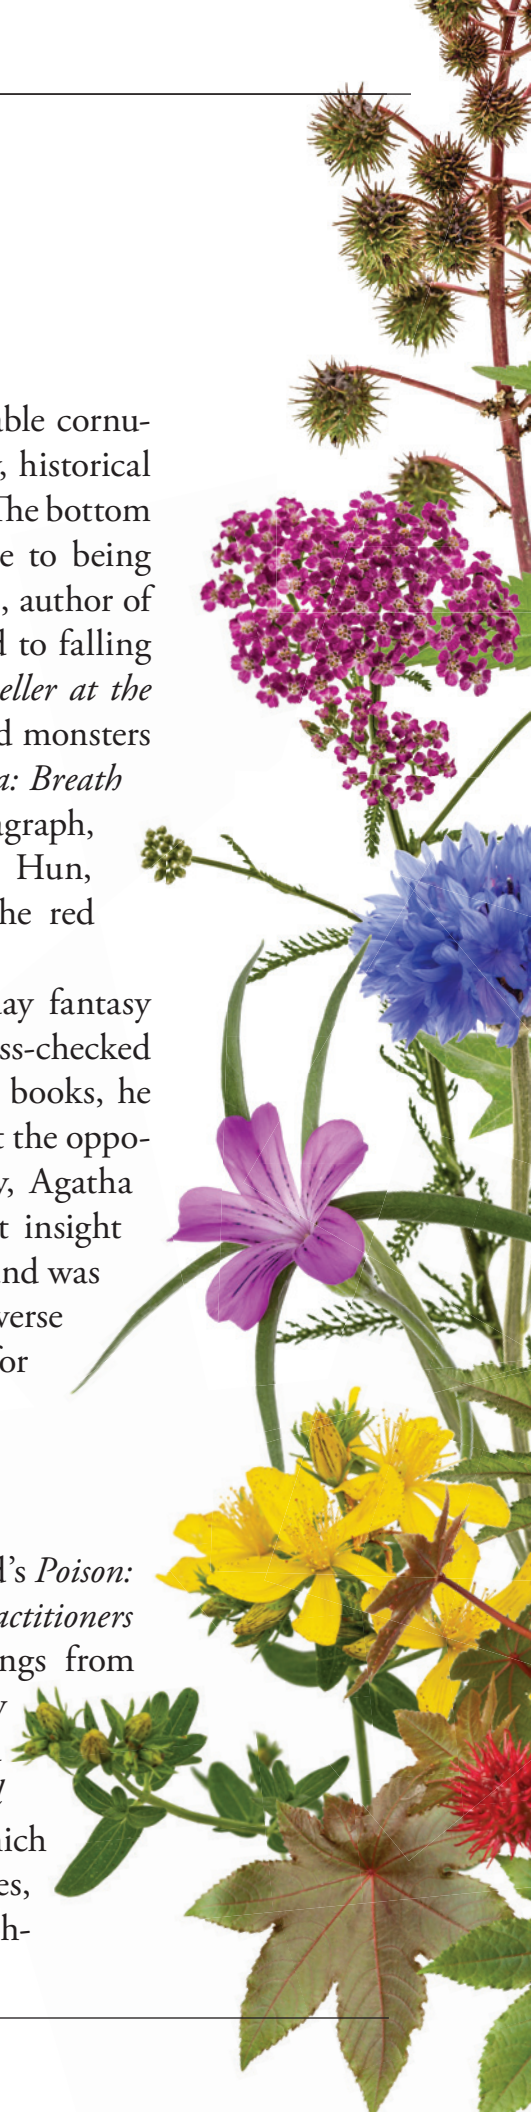 able cornu-
, historical
The bottom
e to being
, author of
d to falling
eller at the
d monsters
a: Breath
agraph,
Hun,
he red
ay fantasy
ss-checked
books, he
t the oppo-
y, Agatha
t insight
and was
verse
for
d’s Poison:
actitioners
ngs from
y
l
ich
es,
h-